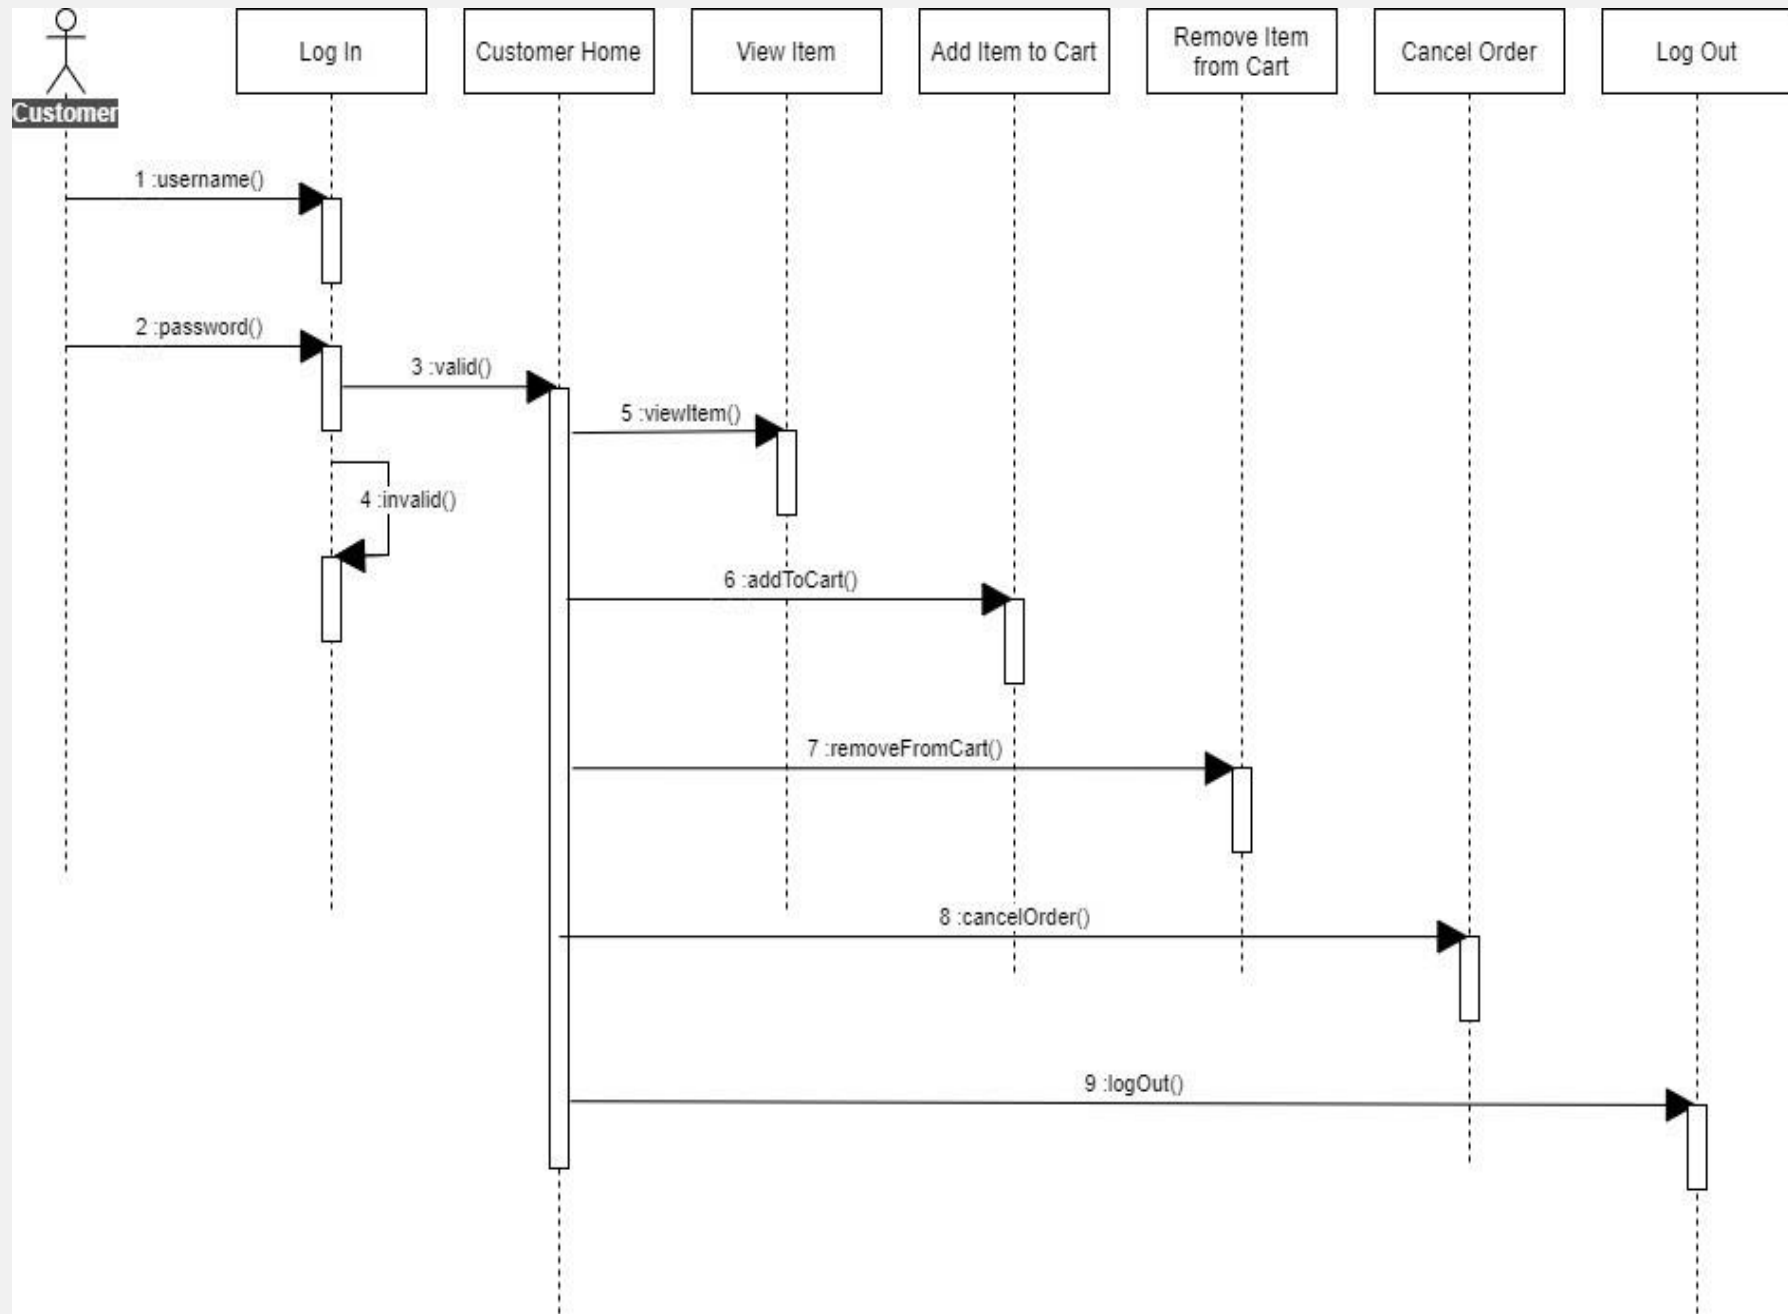 Customer
Log In
Customer Home
View Item
Add Item to Cart
Remove Item
from Cart
Cancel Order
Log Out
1 :username()
2 :password()
3 :valid()
5 :viewItem()
4 :invalid()
6 :addToCart()
7 :removeFromCart()
8 :cancelOrder()
9 :logOut()